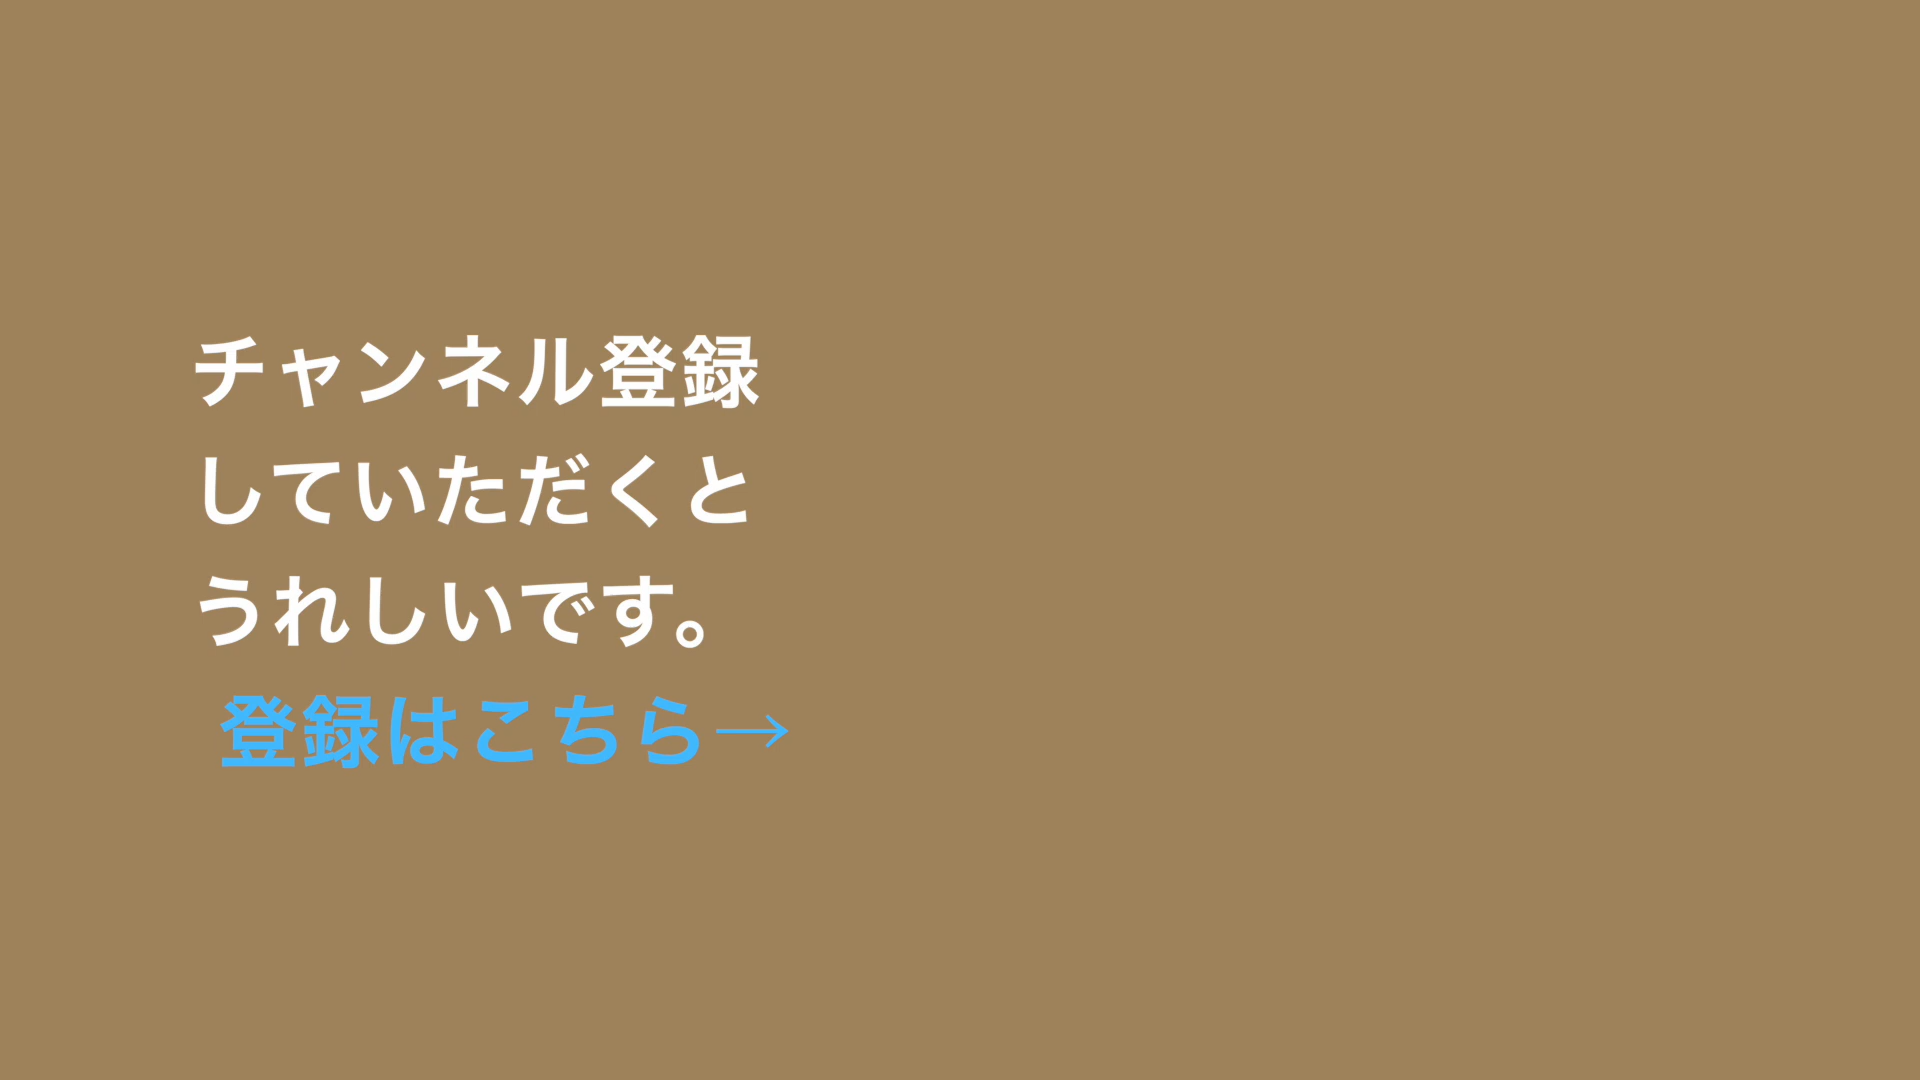 チャンネル登録
していただくと
うれしいです。
登録はこちら→